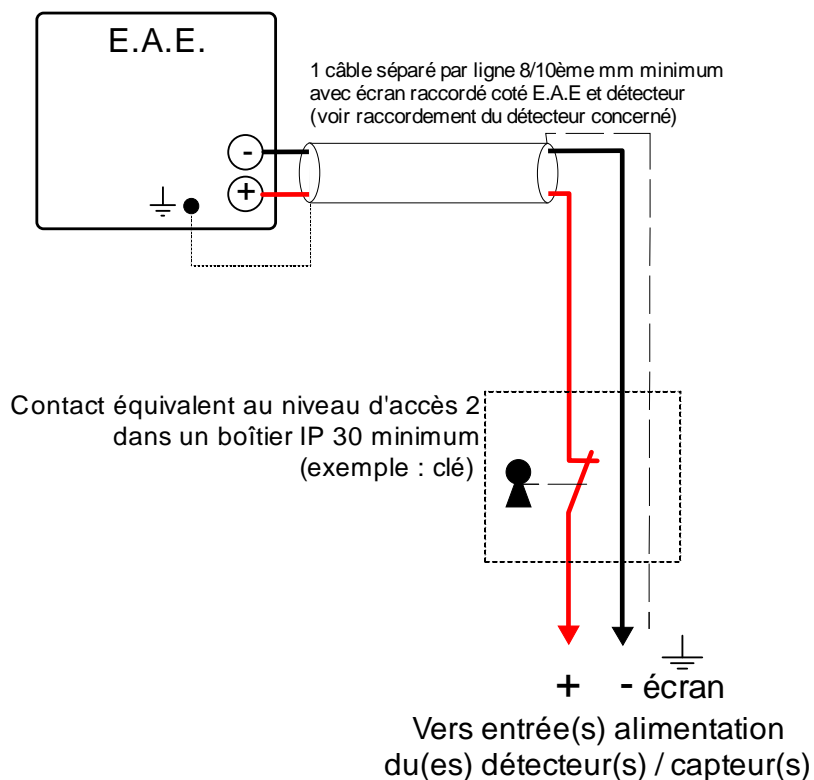 E.A.E.
1 câble séparé par ligne 8/10ème mm minimum
avec écran raccordé coté E.A.E et détecteur
(voir raccordement du détecteur concerné)
-
+
Contact équivalent au niveau d'accès 2
dans un boîtier IP 30 minimum
(exemple : clé)
+ - écran
Vers entrée(s) alimentation
du(es) détecteur(s) / capteur(s)